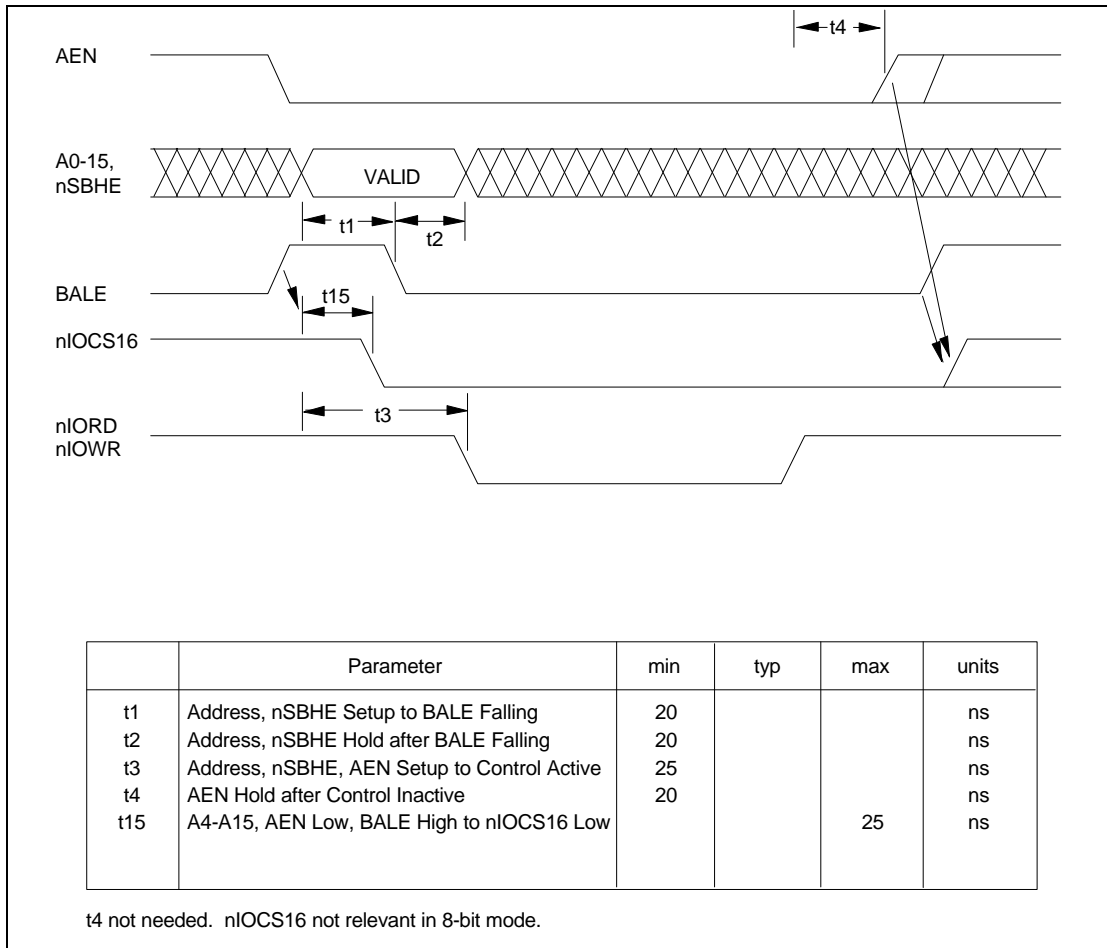 t4
AEN
A0-15,
nSBHE
VALID
t1
t2
BALE
t15
nIOCS16
t3
nIORD
nIOWR
Parameter min typ max units
t1 Address, nSBHE Setup to BALE Falling 20 ns
t2 Address, nSBHE Hold after BALE Falling 20 ns
t3 Address, nSBHE, AEN Setup to Control Active 25 ns
t4 AEN Hold after Control Inactive 20 ns
t15 A4-A15, AEN Low, BALE High to nIOCS16 Low 25 ns
t4 not needed. nIOCS16 not relevant in 8-bit mode.